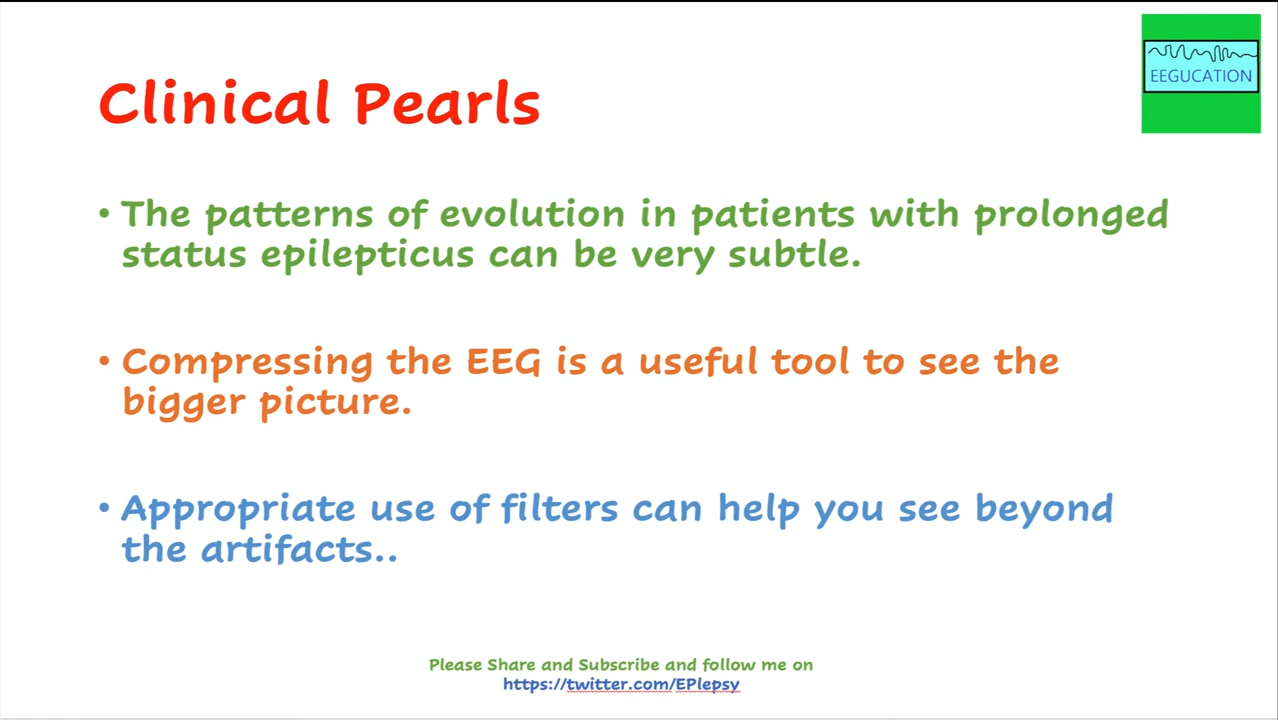 EEGUCATION
Clinical Pearls
• The patterns of evolution in patients with prolonged
status epilepticus can be very subtle.
• Compressing the EEG is a useful tool to see the
bigger picture.
• Appropriate use of filters can help you see beyond
the artifacts..
Please Share and Subscribe and follow me on
https://twitter.com/EPlepsy